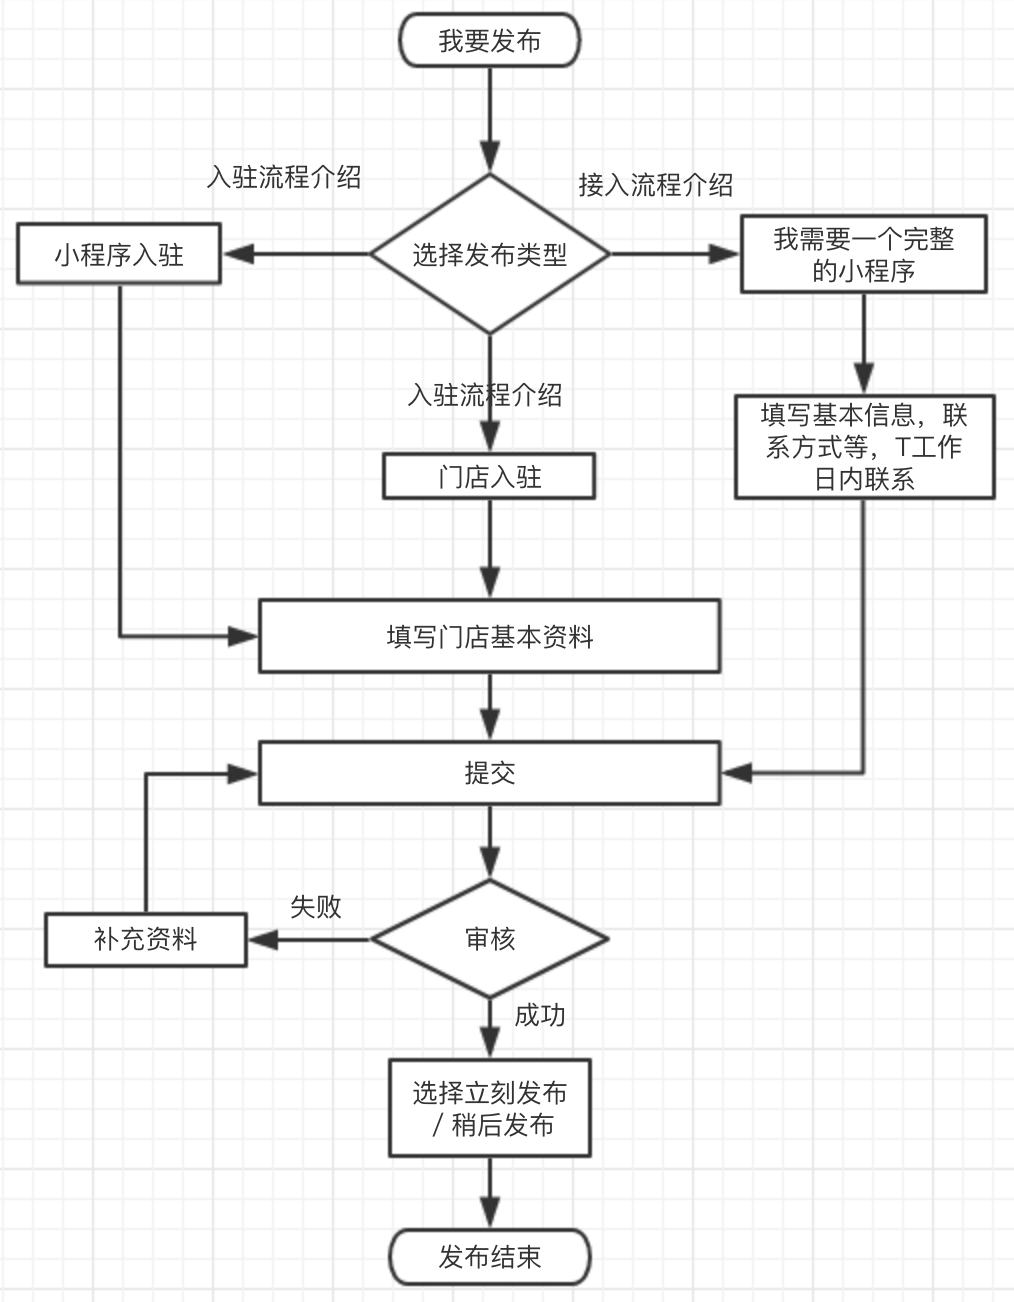 我要发布
入驻流程介绍
接入流程介绍
小程序入驻
选择发布类型
我需要一个完整
的小程序
入驻流程介绍
填写基本信息，联
系方式等，T工作
日内联系
门店入驻
填写门店基本资料
提交
失败
补充资料
审核
成功
选择立刻发布
/ 稍后发布
发布结束